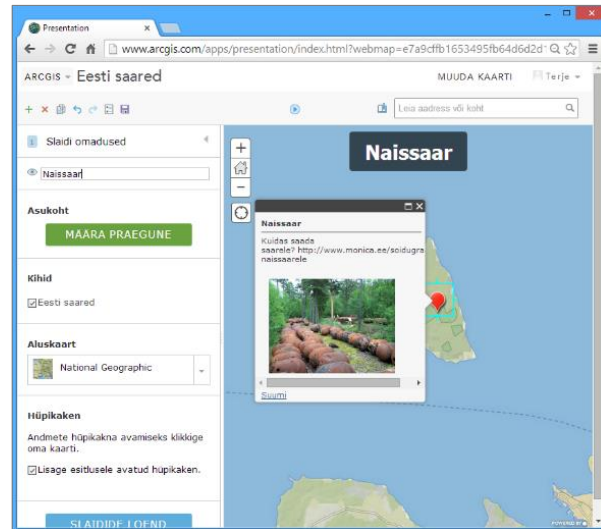 Presentation
www.arcgis.com/apps/presentation/index.html?webmap=e7a9cffb1653495fb64d6d2d
ARCGIS Eesti saared
MUUDA KAARTI
Terje
Leia aadress või koht
Slaidi omadused
Naissaar
Asukoht
MÄÄRA PRAEGUNE
Kihid
Eesti saared
Aluskaart
National Geographic
Hüpikaken
Andmete hüpikakna avamiseks klikkige
oma kaarti.
Lisage esitlusele avatud hüpikaken.
SLAIDIDE LOEND
Naissaar
Naissaar
Kuidas saada
saarele? http://www.monica.ee/soidugra
naissaarele
Suumi
POWERED BY